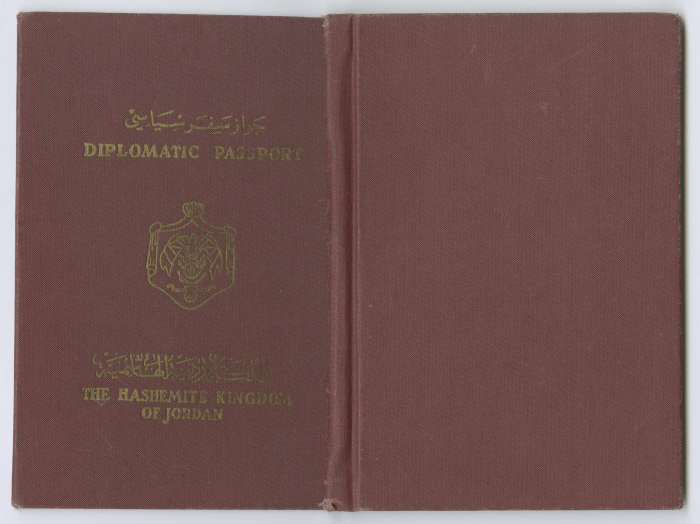 جواز سفر سياسي
DIPLOMATIC PASSPORT
المملكة الأردنية الهاشمية
THE HASHEMITE KINGDOM
OF JORDAN